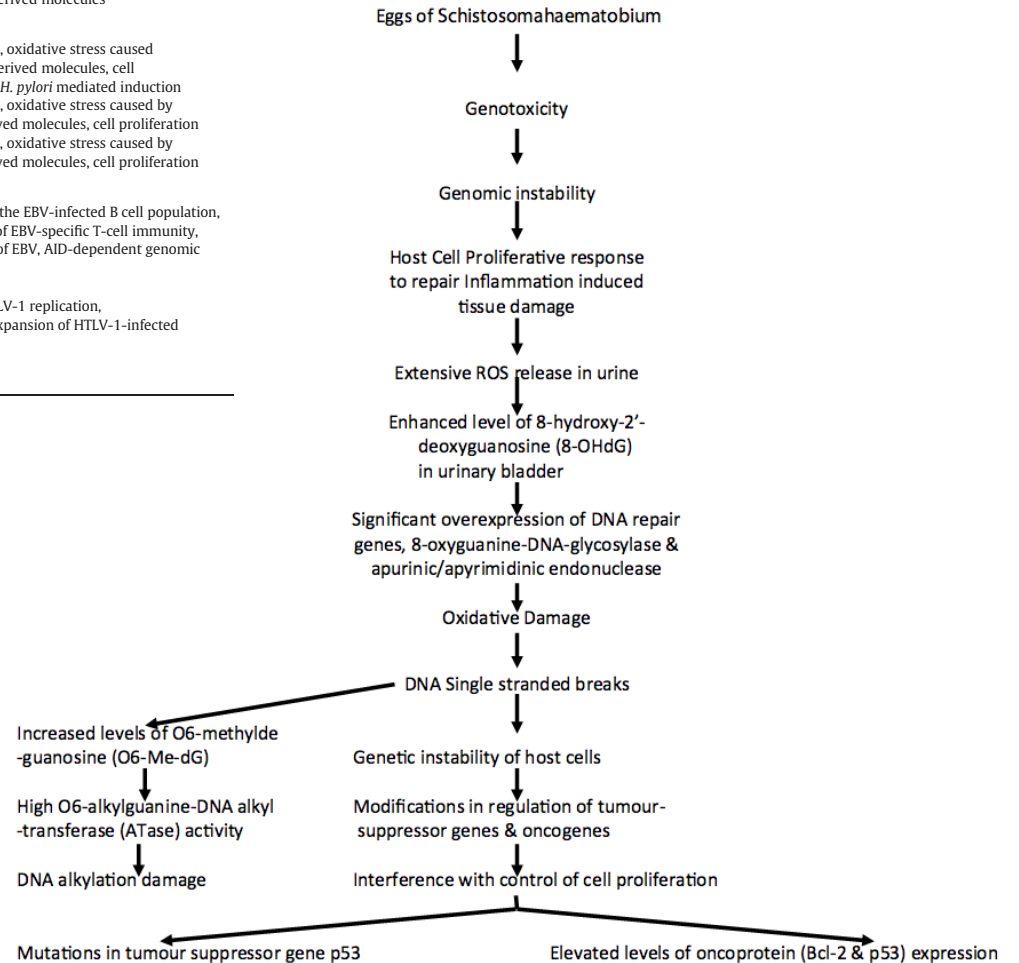 erived molecules
, oxidative stress caused
erived molecules, cell
H. pylori mediated induction
, oxidative stress caused by
ved molecules, cell proliferation
, oxidative stress caused by
ved molecules, cell proliferation
the EBV-infected B cell population,
of EBV-specific T-cell immunity,
of EBV, AID-dependent genomic
LV-1 replication,
xpansion of HTLV-1-infected
Eggs of Schistosomahaematobium
Genotoxicity
Genomic instability
Host Cell Proliferative response
to repair Inflammation induced
tissue damage
Extensive ROS release in urine
Enhanced level of 8-hydroxy-2’-
deoxyguanosine (8-OHdG)
in urinary bladder
Significant overexpression of DNA repair
genes, 8-oxyguanine-DNA-glycosylase &
apurinic/apyrimidinic endonuclease
Oxidative Damage
DNA Single stranded breaks
Increased levels of O6-methylde
-guanosine (O6-Me-dG)
High O6-alkylguanine-DNA alkyl
-transferase (ATase) activity
DNA alkylation damage
Genetic instability of host cells
Modifications in regulation of tumour-
suppressor genes & oncogenes
Interference with control of cell proliferation
Mutations in tumour suppressor gene p53
Elevated levels of oncoprotein (Bcl-2 & p53) expression